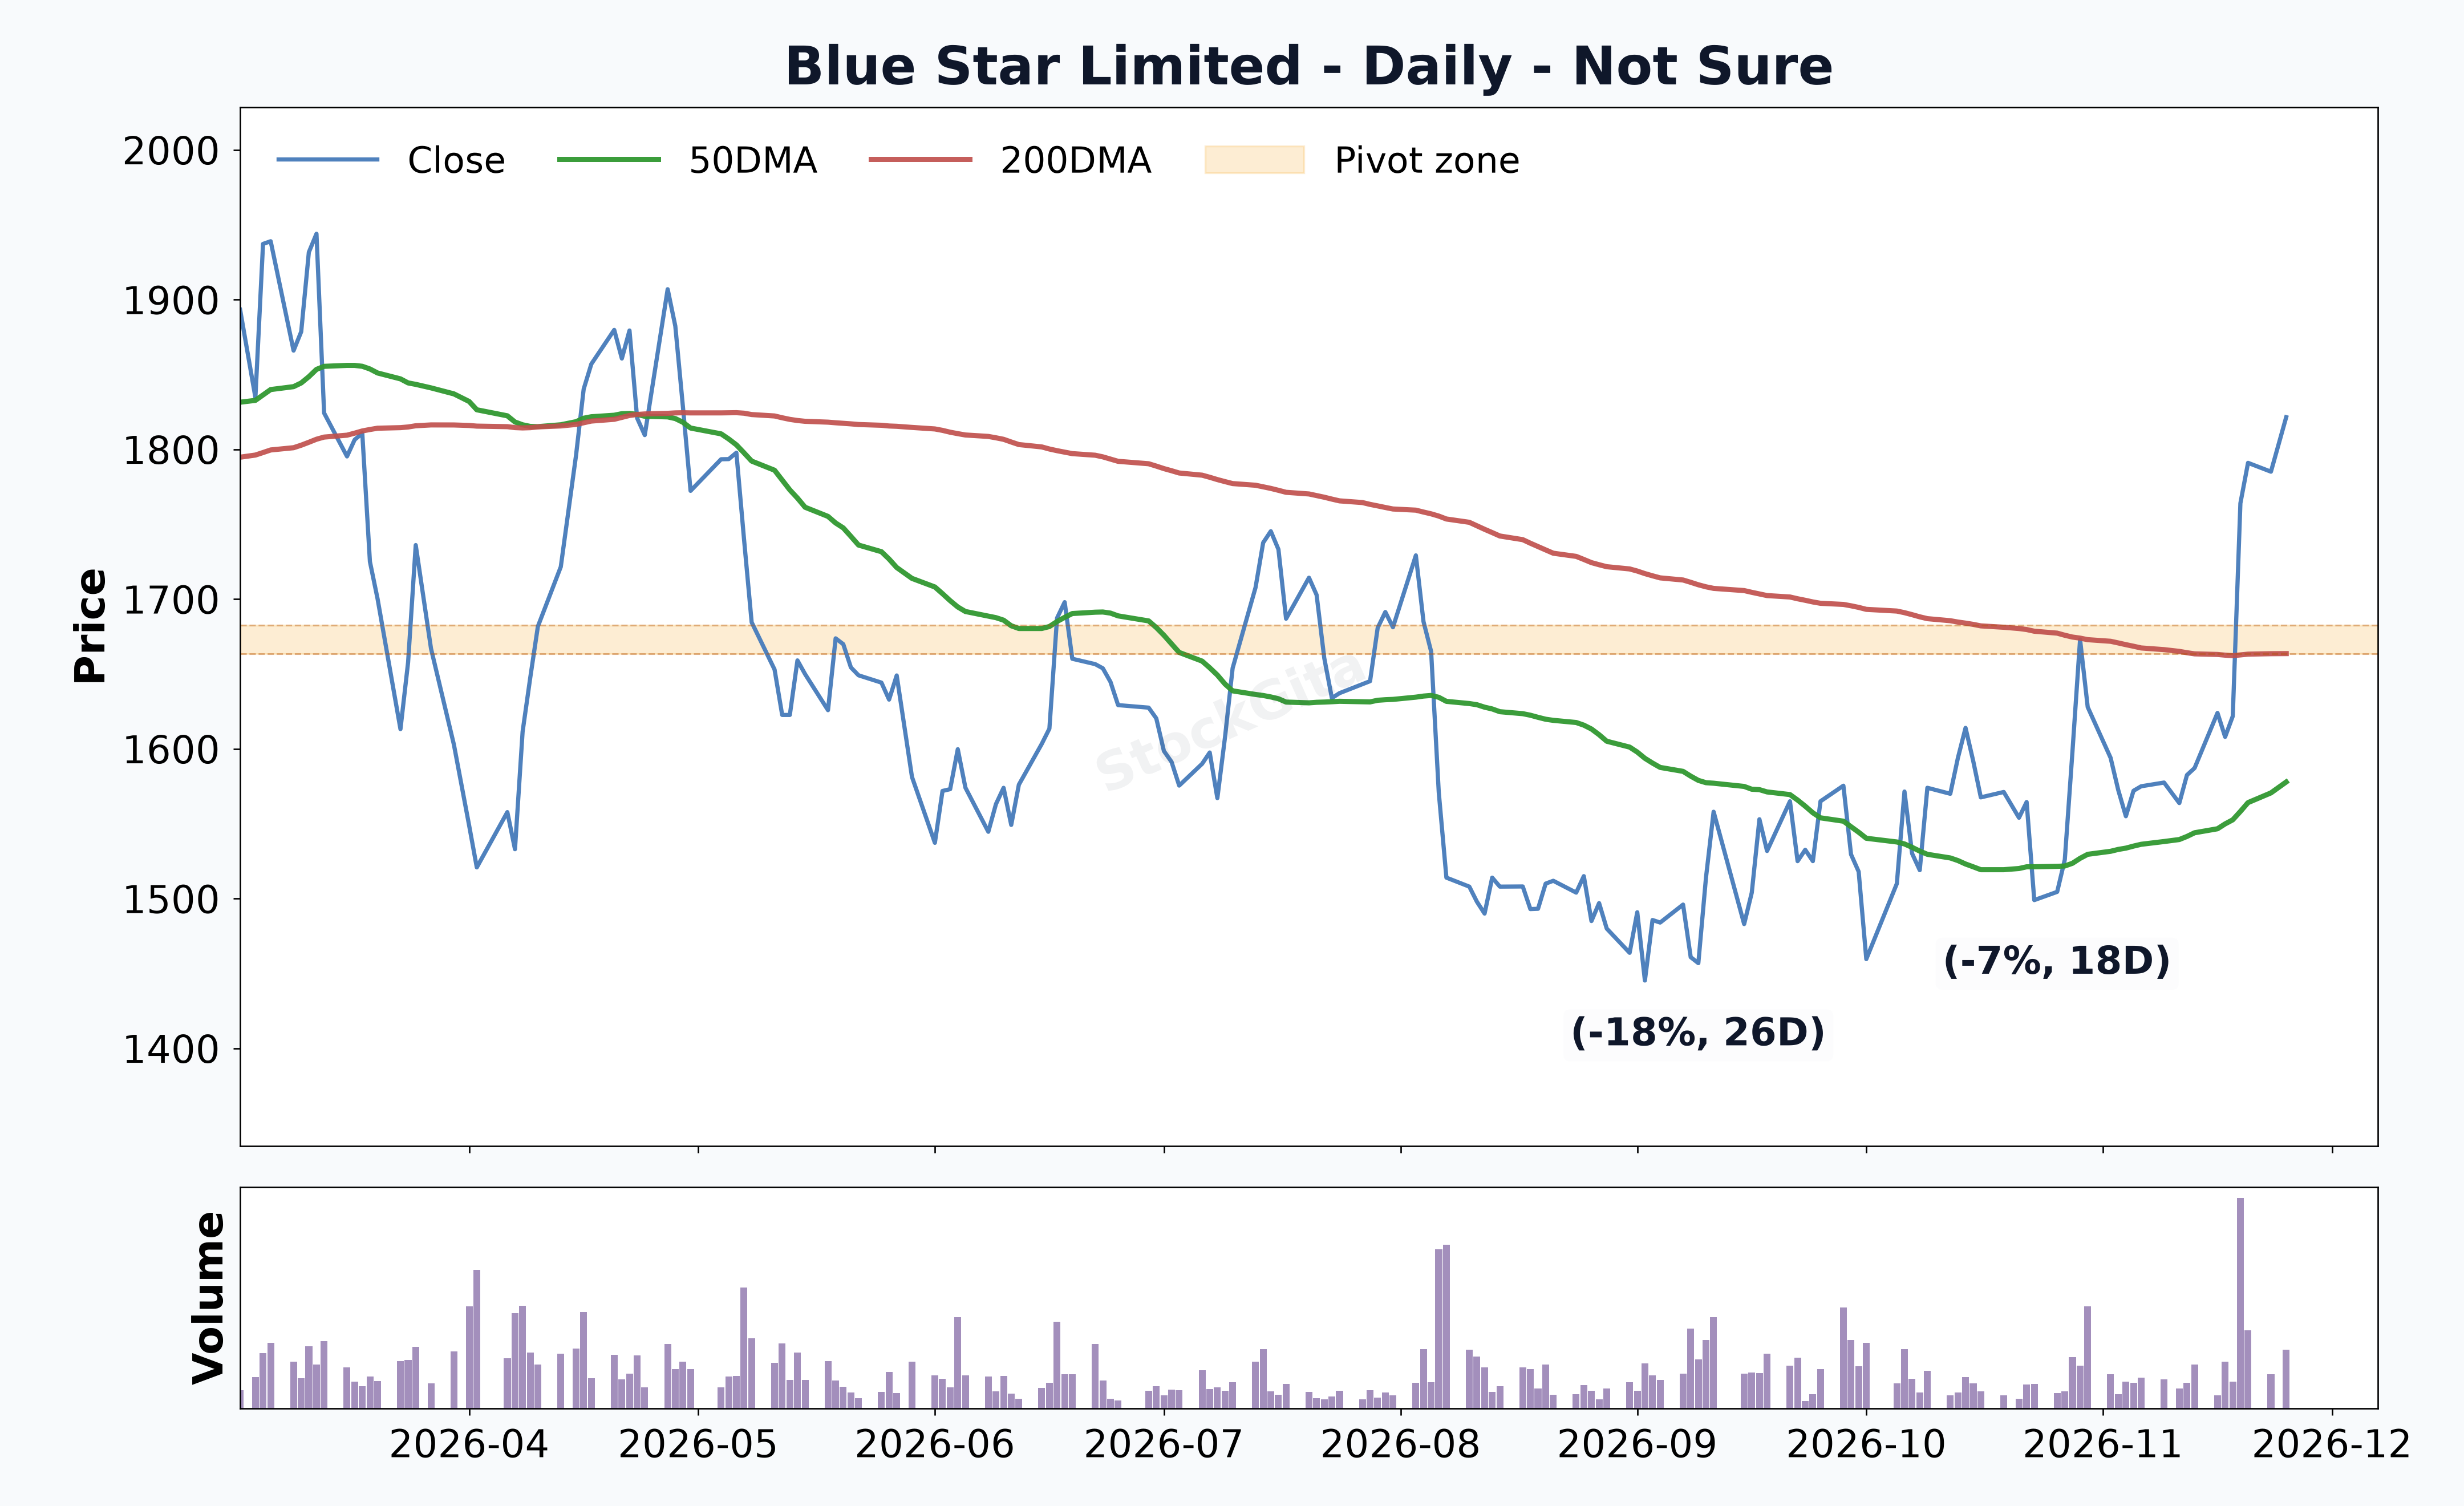 Blue Star Limited - Daily - Not Sure
Close 50DMA 200DMA Pivot zone
Price
2000
1900
1800
1700
1600
1500
1400
StockGita
(-7%, 18D)
(-18%, 26D)
Volume
2026-04 2026-05 2026-06 2026-07 2026-08 2026-09 2026-10 2026-11 2026-12